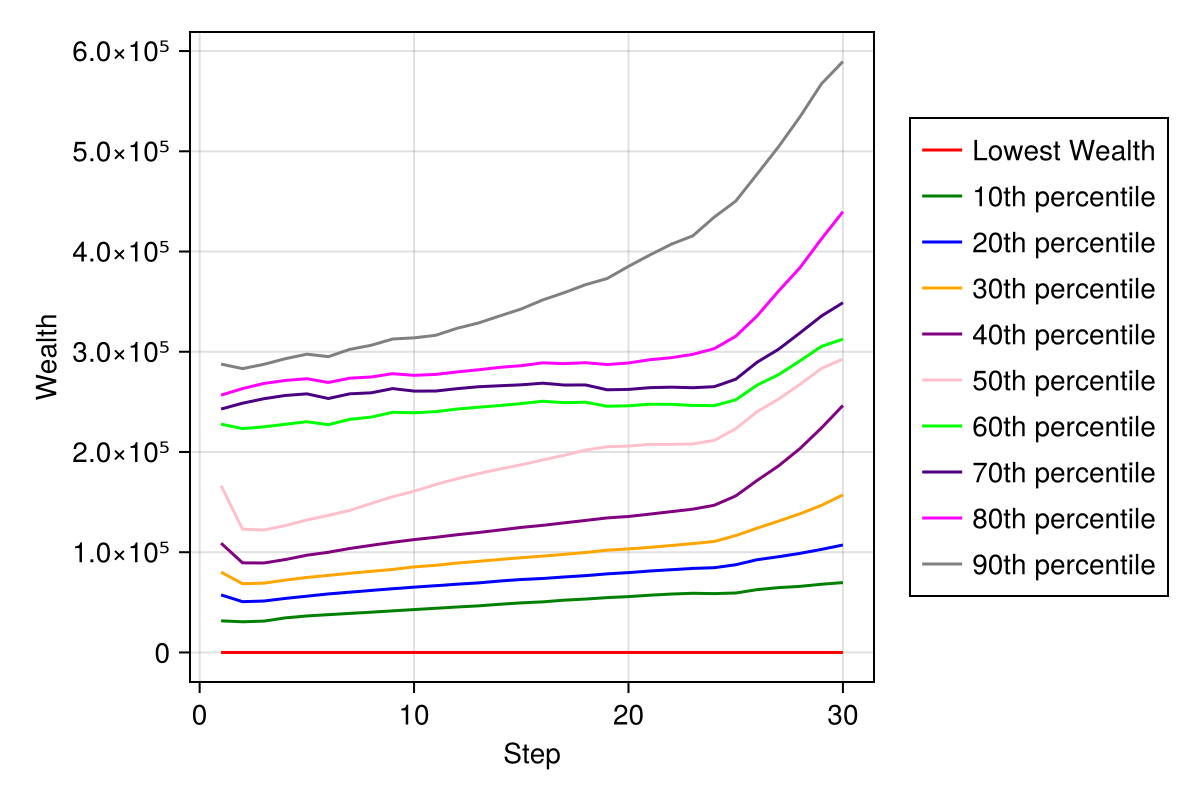 6.0×10⁵
5.0×10⁵
4.0×10⁵
3.0×10⁵
2.0×10⁵
1.0×10⁵
0
Wealth
0 10 20 30
Step
Lowest Wealth
10th percentile
20th percentile
30th percentile
40th percentile
50th percentile
60th percentile
70th percentile
80th percentile
90th percentile